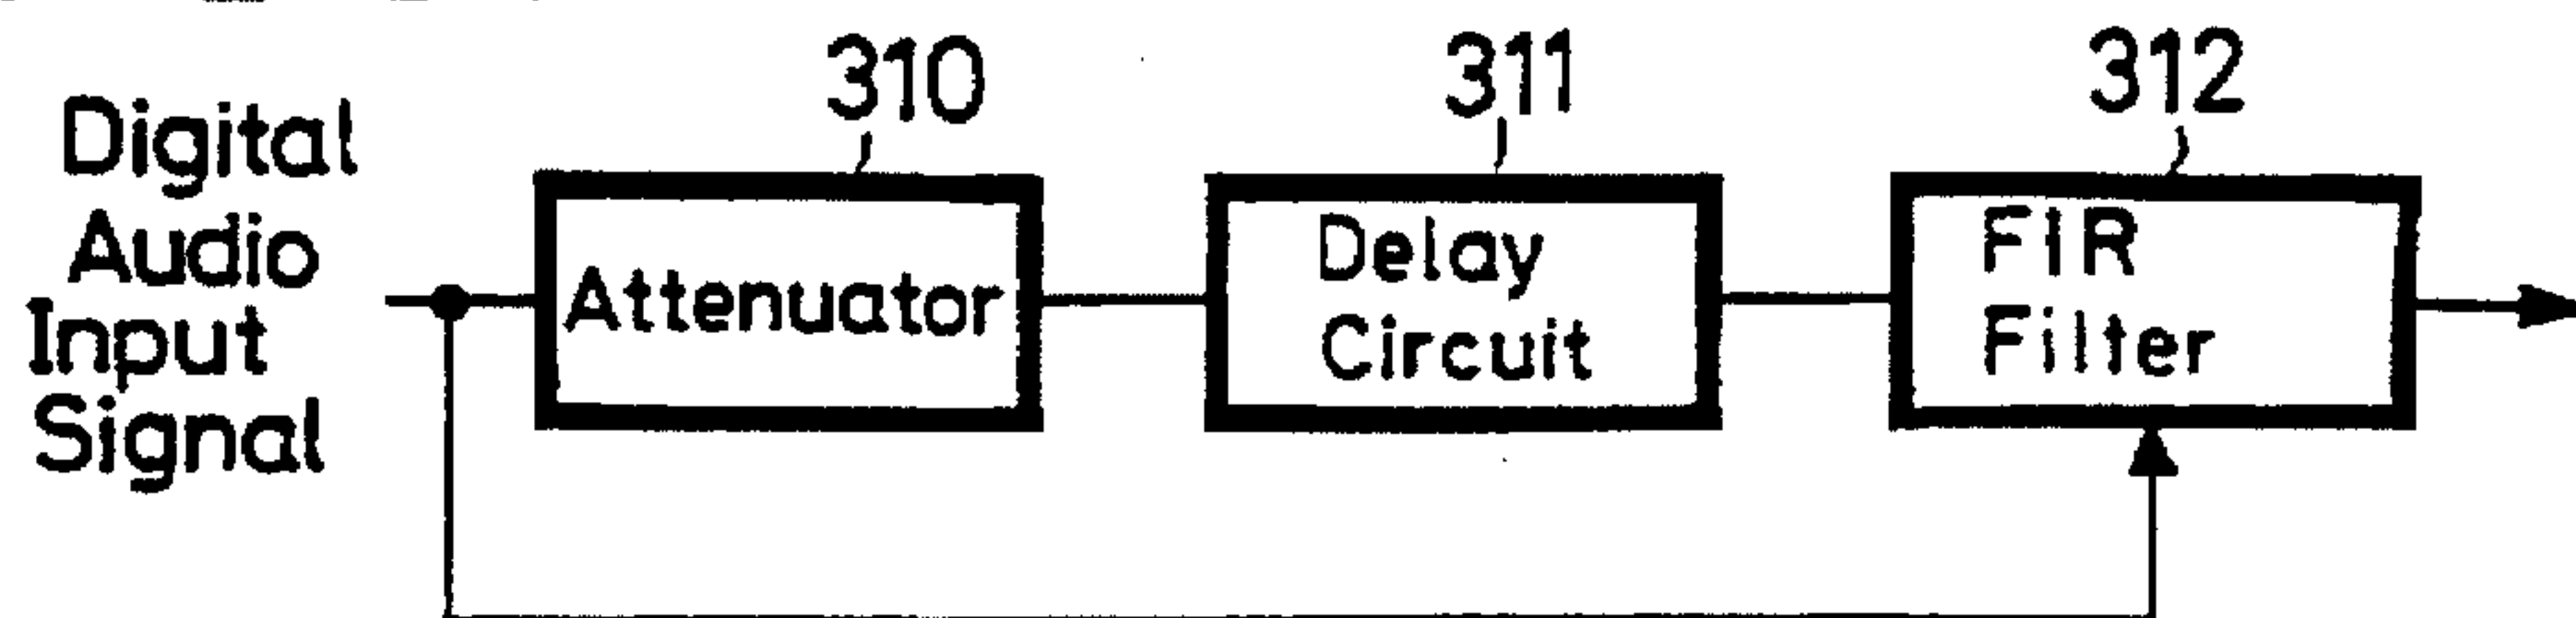 310
311
312
Digital
Audio
Input
Signal
Attenuator
Delay
Circuit
FIR
Filter